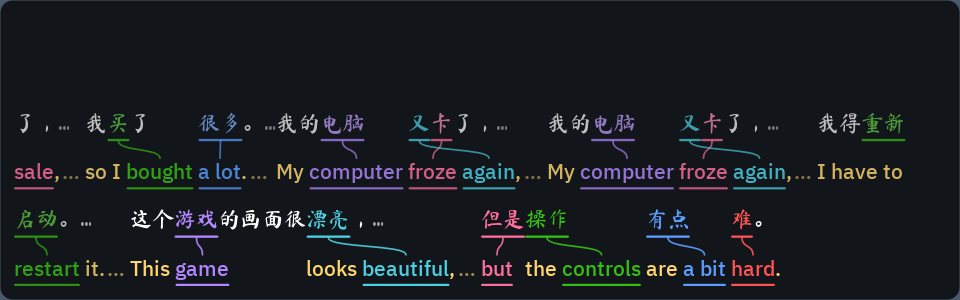 了，… 我买了 很多。…我的电脑 又卡了，… 我的电脑 又卡了，… 我得重新
sale,... so I bought a lot.... My computer froze again,... My computer froze again,... I have to
启动。… 这个游戏的画面很漂亮，… 但是操作 有点 难。
restart it.... This game looks beautiful,... but the controls are a bit hard.